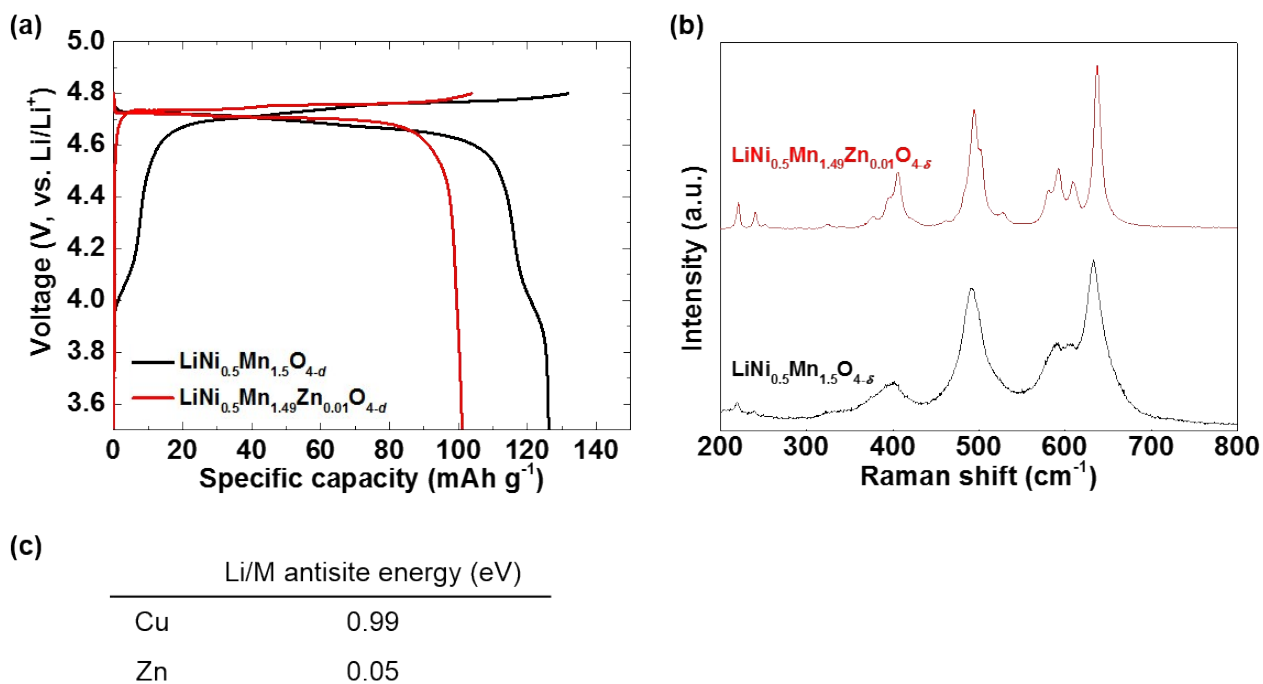 (a)
5.0
4.8
4.6
4.4
4.2
4.0
3.8
3.6
Voltage (V, vs. Li/Li⁺)
LiNi₀.₅Mn₁.₅O₄₋d
LiNi₀.₅Mn₁.₄₉Zn₀.₀₁O₄₋d
0 20 40 60 80 100 120 140
Specific capacity (mAh g⁻¹)
(b)
Intensity (a.u.)
LiNi₀.₅Mn₁.₄₉Zn₀.₀₁O₄₋δ
LiNi₀.₅Mn₁.₅O₄₋δ
200 300 400 500 600 700 800
Raman shift (cm⁻¹)
(c)
Li/M antisite energy (eV)
Cu 0.99
Zn 0.05